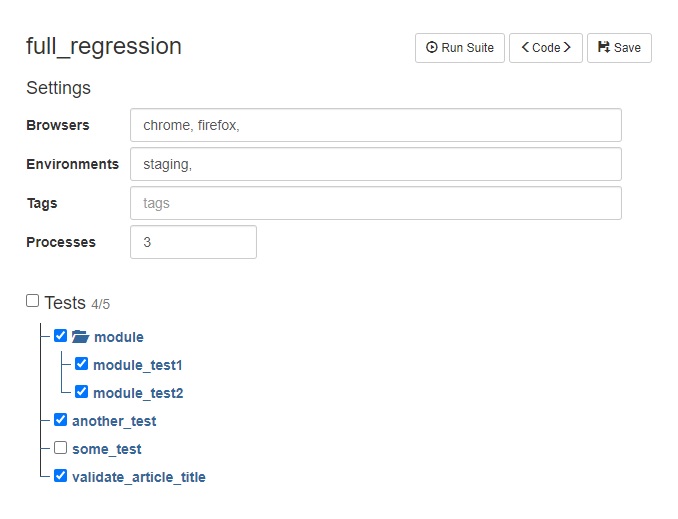 full_regression
Run Suite
Code
Save
Settings
Browsers chrome, firefox,
Environments staging,
Tags tags
Processes 3
Tests 4/5
module
module_test1
module_test2
another_test
some_test
validate_article_title